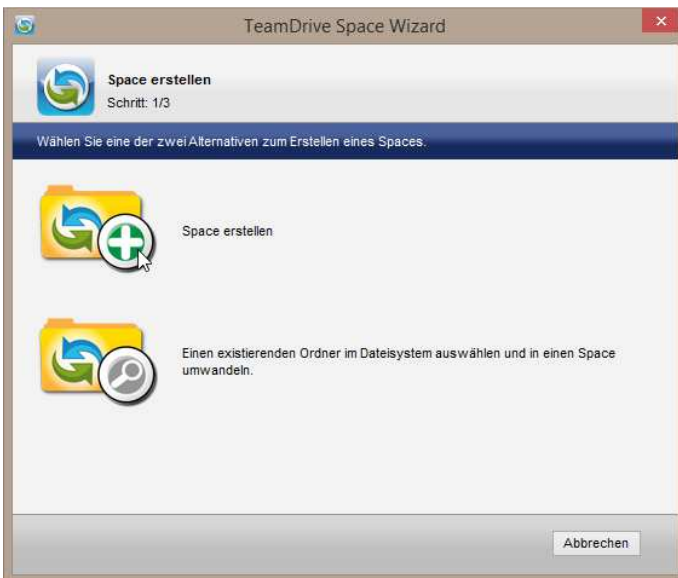 TeamDrive Space Wizard
Space erstellen
Schritt: 1/3
Wählen Sie eine der zwei Alternativen zum Erstellen eines Spaces.
Space erstellen
Einen existierenden Ordner im Dateisystem auswählen und in einen Space
umwandeln.
Abbrechen